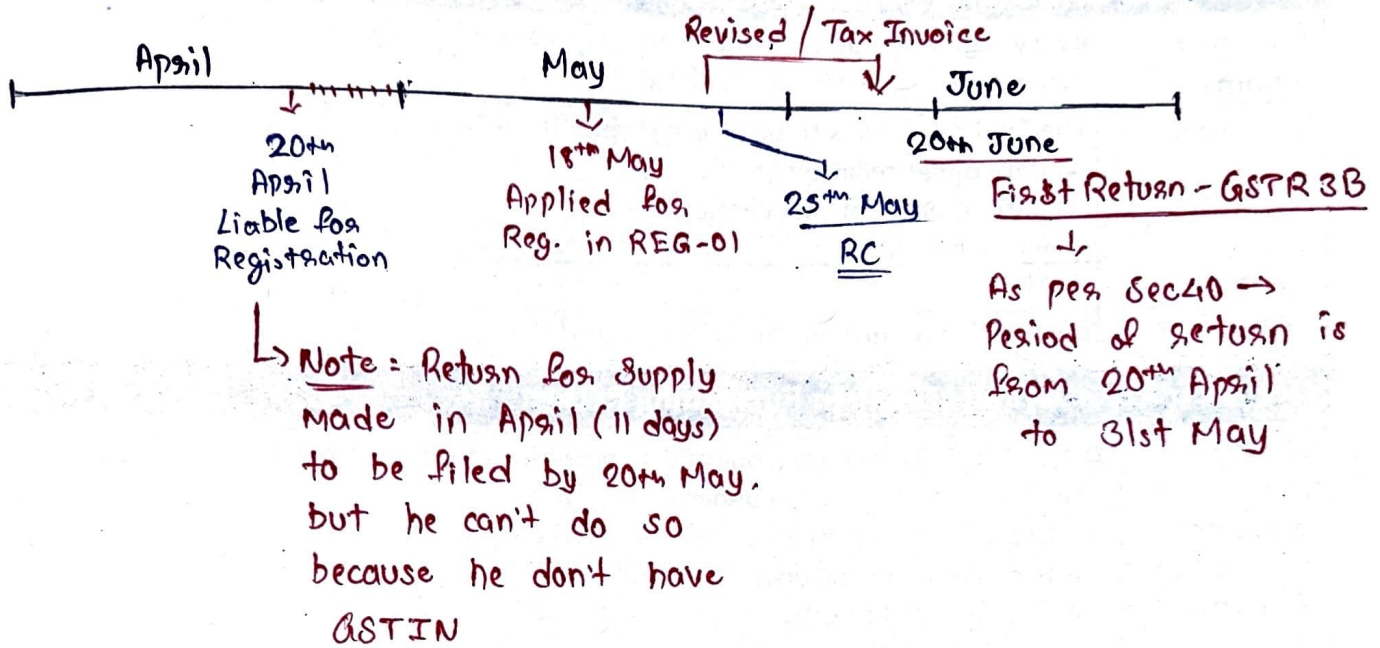 Revised / Tax Invoice
April
May
June
20th
April
Liable for
Registration
18th May
Applied for
Reg. in REG-01
25th May
RC
20th June
First Return - GSTR 3B
As per Sec 40 →
Period of return is
from 20th April
to 31st May
Note = Return for Supply
made in April (11 days)
to be filed by 20th May.
but he can't do so
because he don't have
GSTIN